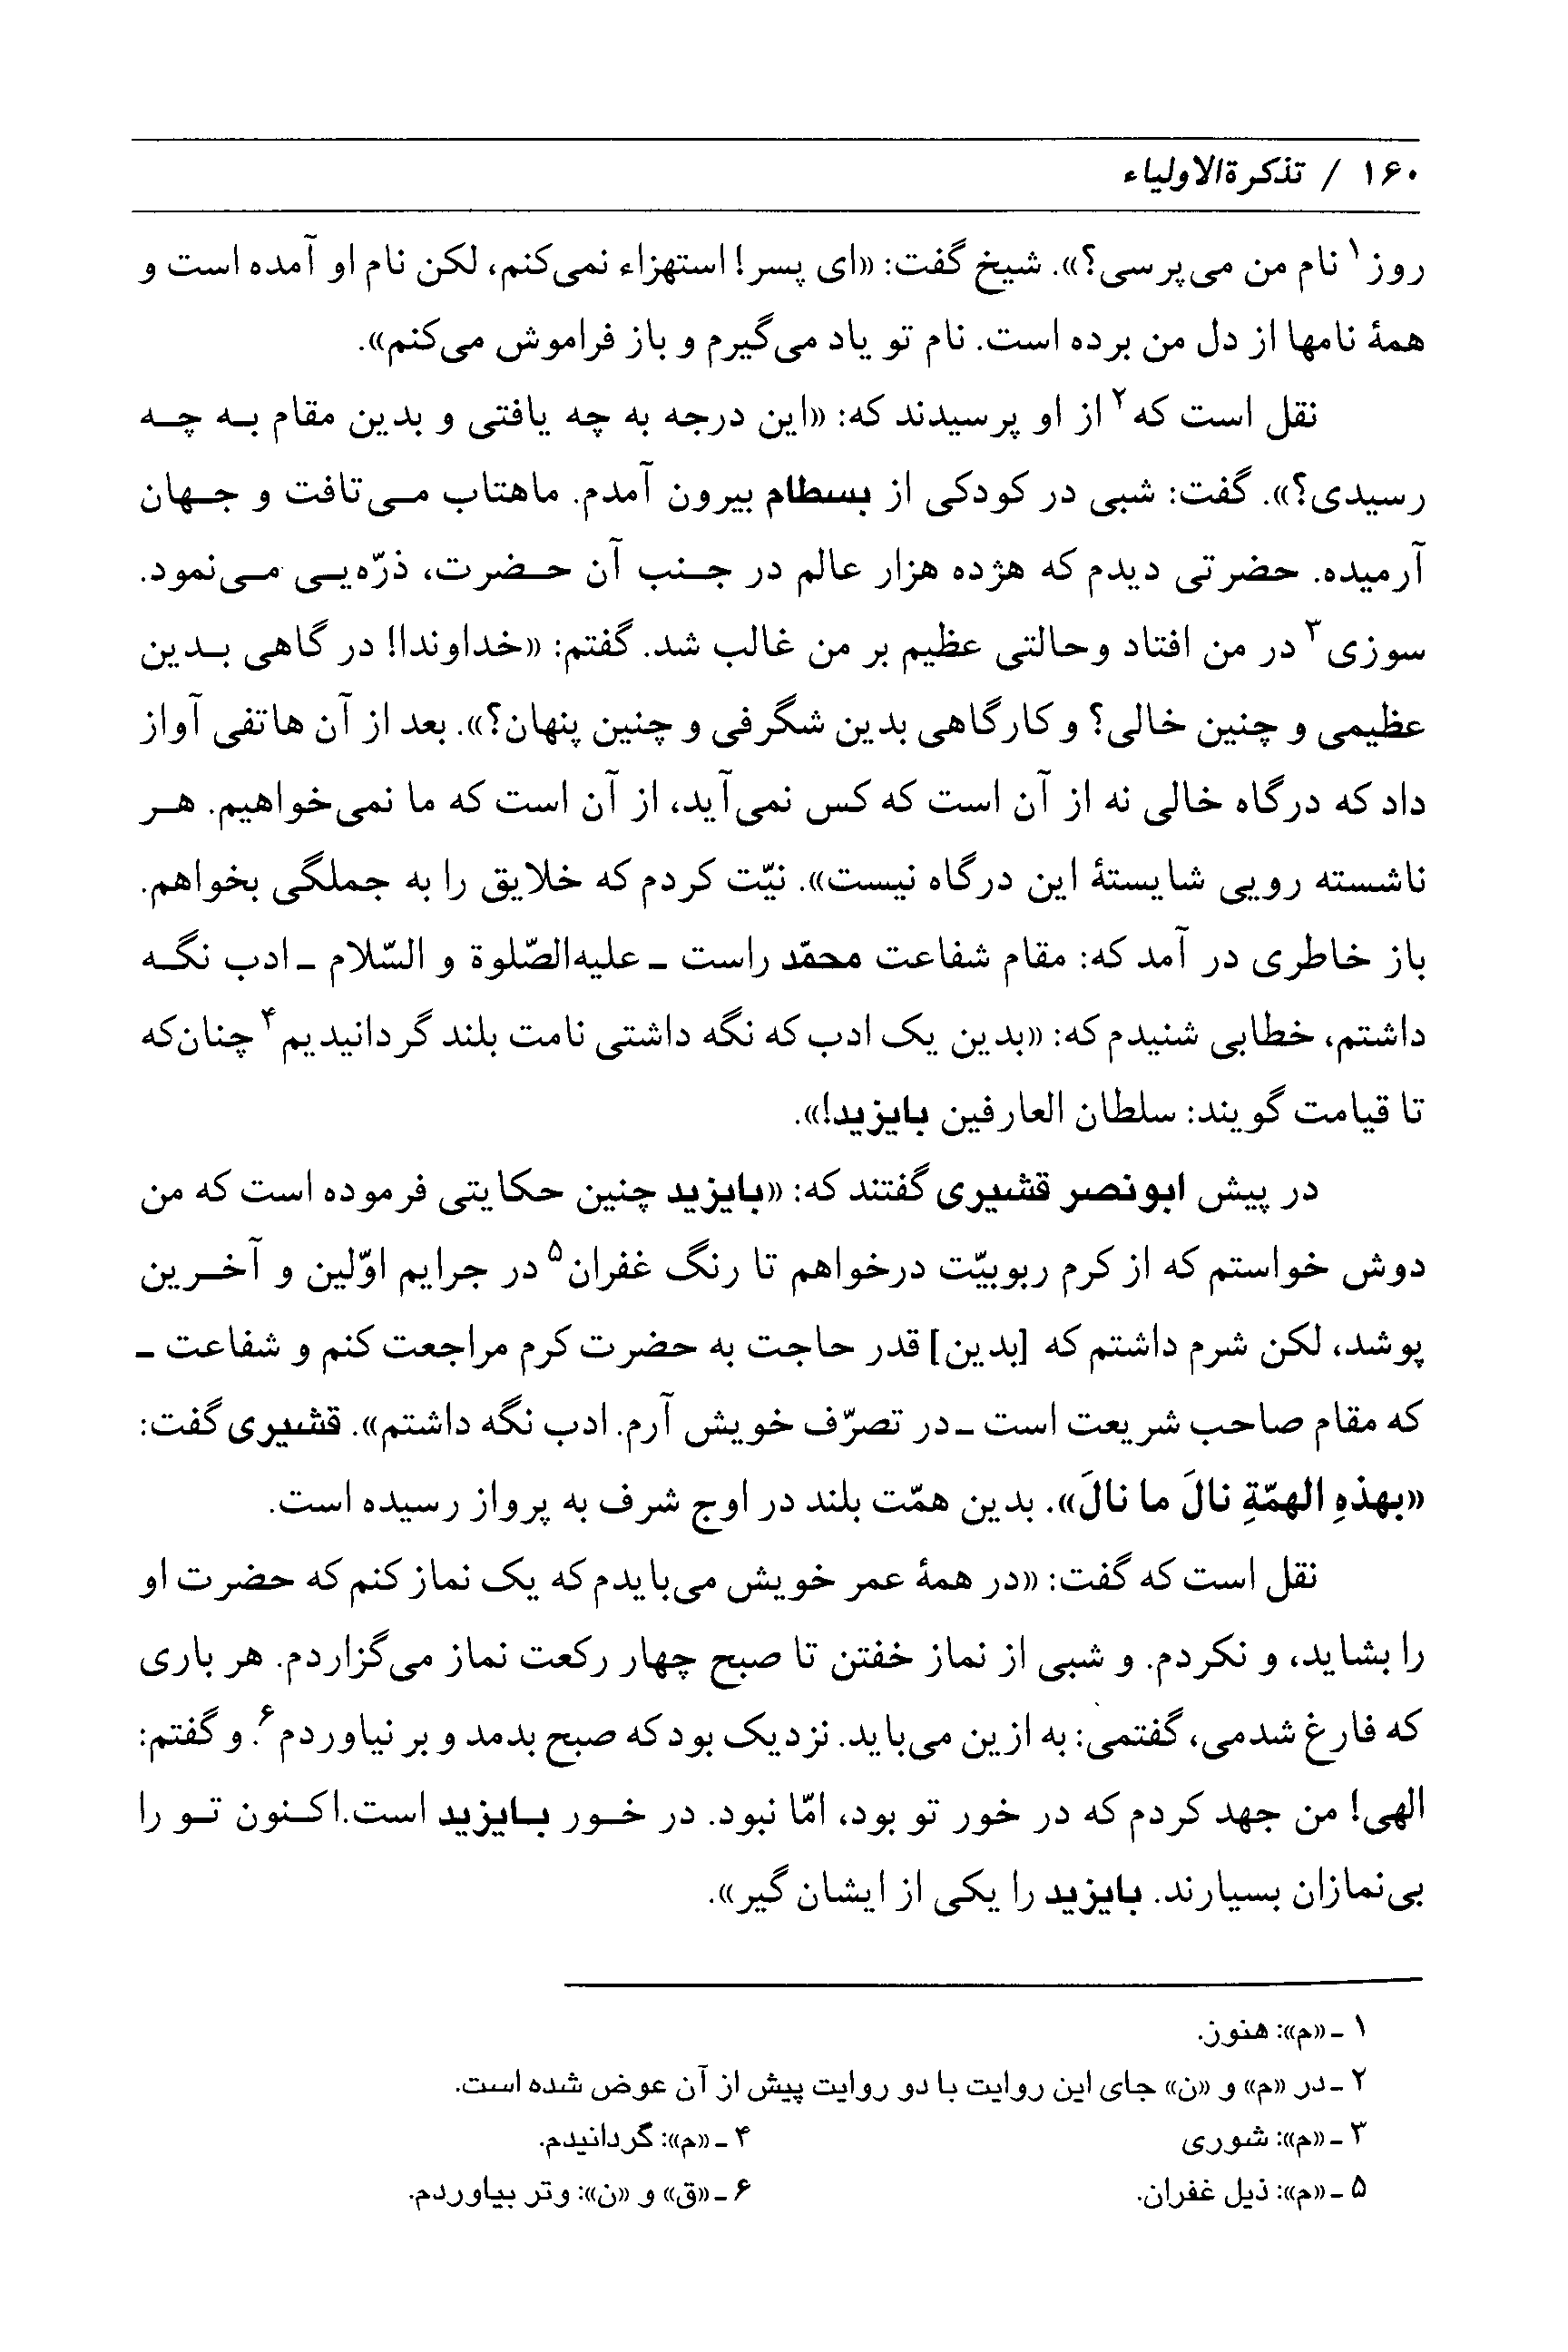 ۱۶۰ / تذکرةالاولیاء
روز۱ نام من می‌پرسی؟». شیخ گفت: «ای پسر! استهزاء نمی‌کنم، لکن نام او آمده است و
همهٔ نامها از دل من برده است. نام تو یاد می‌گیرم و باز فراموش می‌کنم».
نقل است که۲ از او پرسیدند که: «این درجه به چه یافتی و بدین مقام به چه
رسیدی؟». گفت: شبی در کودکی از بسطام بیرون آمدم. ماهتاب می‌تافت و جهان
آرمیده. حضرتی دیدم که هژده هزار عالم در جنب آن حضرت، ذرّه‌یی می‌نمود.
سوزی۳ در من افتاد وحالتی عظیم بر من غالب شد. گفتم: «خداوندا! در گاهی بدین
عظیمی و چنین خالی؟ و کارگاهی بدین شگرفی و چنین پنهان؟». بعد از آن هاتفی آواز
داد که درگاه خالی نه از آن است که کس نمی‌آید، از آن است که ما نمی‌خواهیم. هر
ناشسته رویی شایستهٔ این درگاه نیست». نیّت کردم که خلایق را به جملگی بخواهم.
باز خاطری در آمد که: مقام شفاعت محمّد راست ـ علیه‌الصّلوة و السّلام ـ ادب نگه
داشتم، خطابی شنیدم که: «بدین یک ادب که نگه داشتی نامت بلند گردانیدیم۴ چنان‌که
تا قیامت گویند: سلطان العارفین بایزید!».
در پیش ابونصر قشیری گفتند که: «بایزید چنین حکایتی فرموده است که من
دوش خواستم که از کرم ربوبیّت درخواهم تا رنگ غفران۵ در جرایم اوّلین و آخرین
پوشد، لکن شرم داشتم که [بدین] قدر حاجت به حضرت کرم مراجعت کنم و شفاعت ـ
که مقام صاحب شریعت است ـ در تصرّف خویش آرم. ادب نگه داشتم». قشیری گفت:
«بهذهِ الهمّةِ نالَ ما نالَ». بدین همّت بلند در اوج شرف به پرواز رسیده است.
نقل است که گفت: «در همهٔ عمر خویش می‌بایدم که یک نماز کنم که حضرت او
را بشاید، و نکردم. و شبی از نماز خفتن تا صبح چهار رکعت نماز می‌گزاردم. هر باری
که فارغ شدمی، گفتمی: به ازین می‌باید. نزدیک بود که صبح بدمد و بر نیاوردم۶. و گفتم:
الهی! من جهد کردم که در خور تو بود، امّا نبود. در خور بایزید است.اکنون تو را
بی‌نمازان بسیارند. بایزید را یکی از ایشان گیر».
۱ ـ «م»: هنون.
۲ ـ در «م» و «ن» جای این روایت با دو روایت پیش از آن عوض شده است.
۳ ـ «م»: شوری
۴ ـ «م»: گردانیدم.
۵ ـ «م»: ذیل غفران.
۶ ـ «ق» و «ن»: وتر بیاوردم.